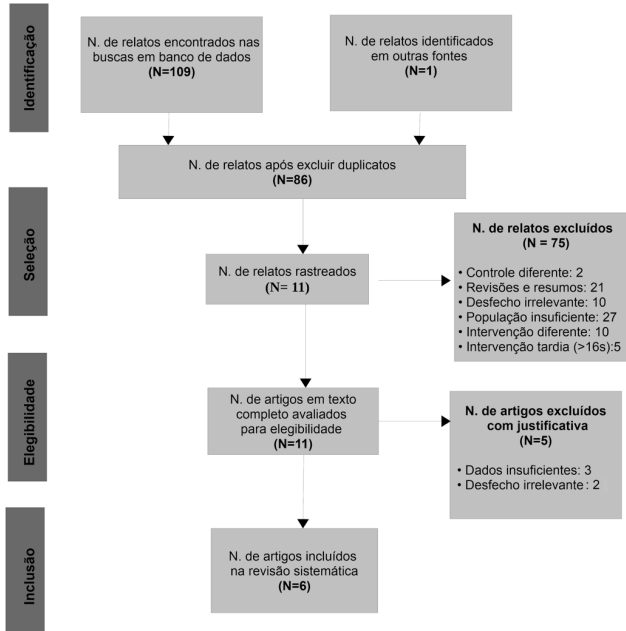 Identificação
N. de relatos encontrados nas
buscas em banco de dados
(N=109)
N. de relatos identificados
em outras fontes
(N=1)
N. de relatos após excluir duplicatos
(N=86)
Seleção
N. de relatos rastreados
(N= 11)
N. de relatos excluídos
(N = 75)
• Controle diferente: 2
• Revisões e resumos: 21
• Desfecho irrelevante: 10
• População insuficiente: 27
• Intervenção diferente: 10
• Intervenção tardia (>16s):5
Elegibilidade
N. de artigos em texto
completo avaliados
para elegibilidade
(N=11)
N. de artigos excluídos
com justificativa
(N=5)
• Dados insuficientes: 3
• Desfecho irrelevante : 2
Inclusão
N. de artigos incluídos
na revisão sistemática
(N=6)